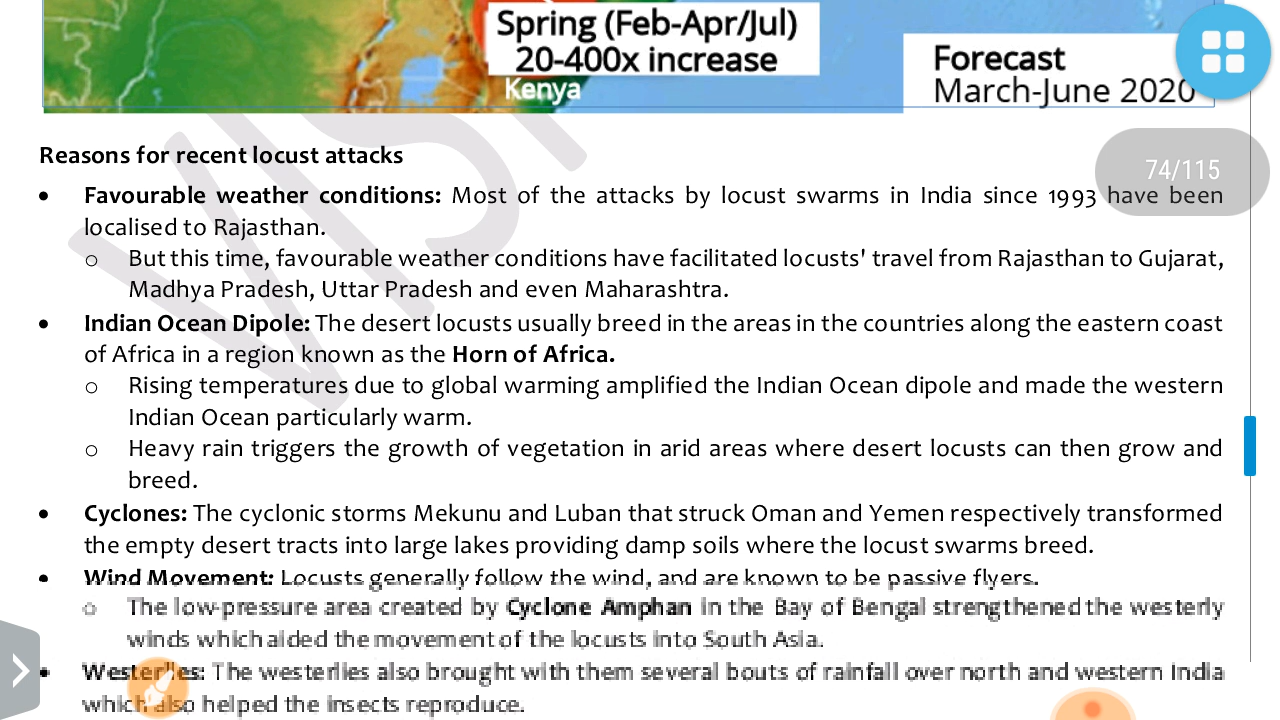 Spring (Feb-Apr/Jul)
20-400x increase
Kenya
Forecast
March-June 2020
74/115
Reasons for recent locust attacks
• Favourable weather conditions: Most of the attacks by locust swarms in India since 1993 have been
localised to Rajasthan.
o But this time, favourable weather conditions have facilitated locusts' travel from Rajasthan to Gujarat,
Madhya Pradesh, Uttar Pradesh and even Maharashtra.
• Indian Ocean Dipole: The desert locusts usually breed in the areas in the countries along the eastern coast
of Africa in a region known as the Horn of Africa.
o Rising temperatures due to global warming amplified the Indian Ocean dipole and made the western
Indian Ocean particularly warm.
o Heavy rain triggers the growth of vegetation in arid areas where desert locusts can then grow and
breed.
• Cyclones: The cyclonic storms Mekunu and Luban that struck Oman and Yemen respectively transformed
the empty desert tracts into large lakes providing damp soils where the locust swarms breed.
• Wind Movement: Locusts generally follow the wind, and are known to be passive flyers.
o The low-pressure area created by Cyclone Amphan in the Bay of Bengal strengthened the westerly
winds which aided the movement of the locusts into South Asia.
• Westerlies: The westerlies also brought with them several bouts of rainfall over north and western India
which also helped the insects reproduce.